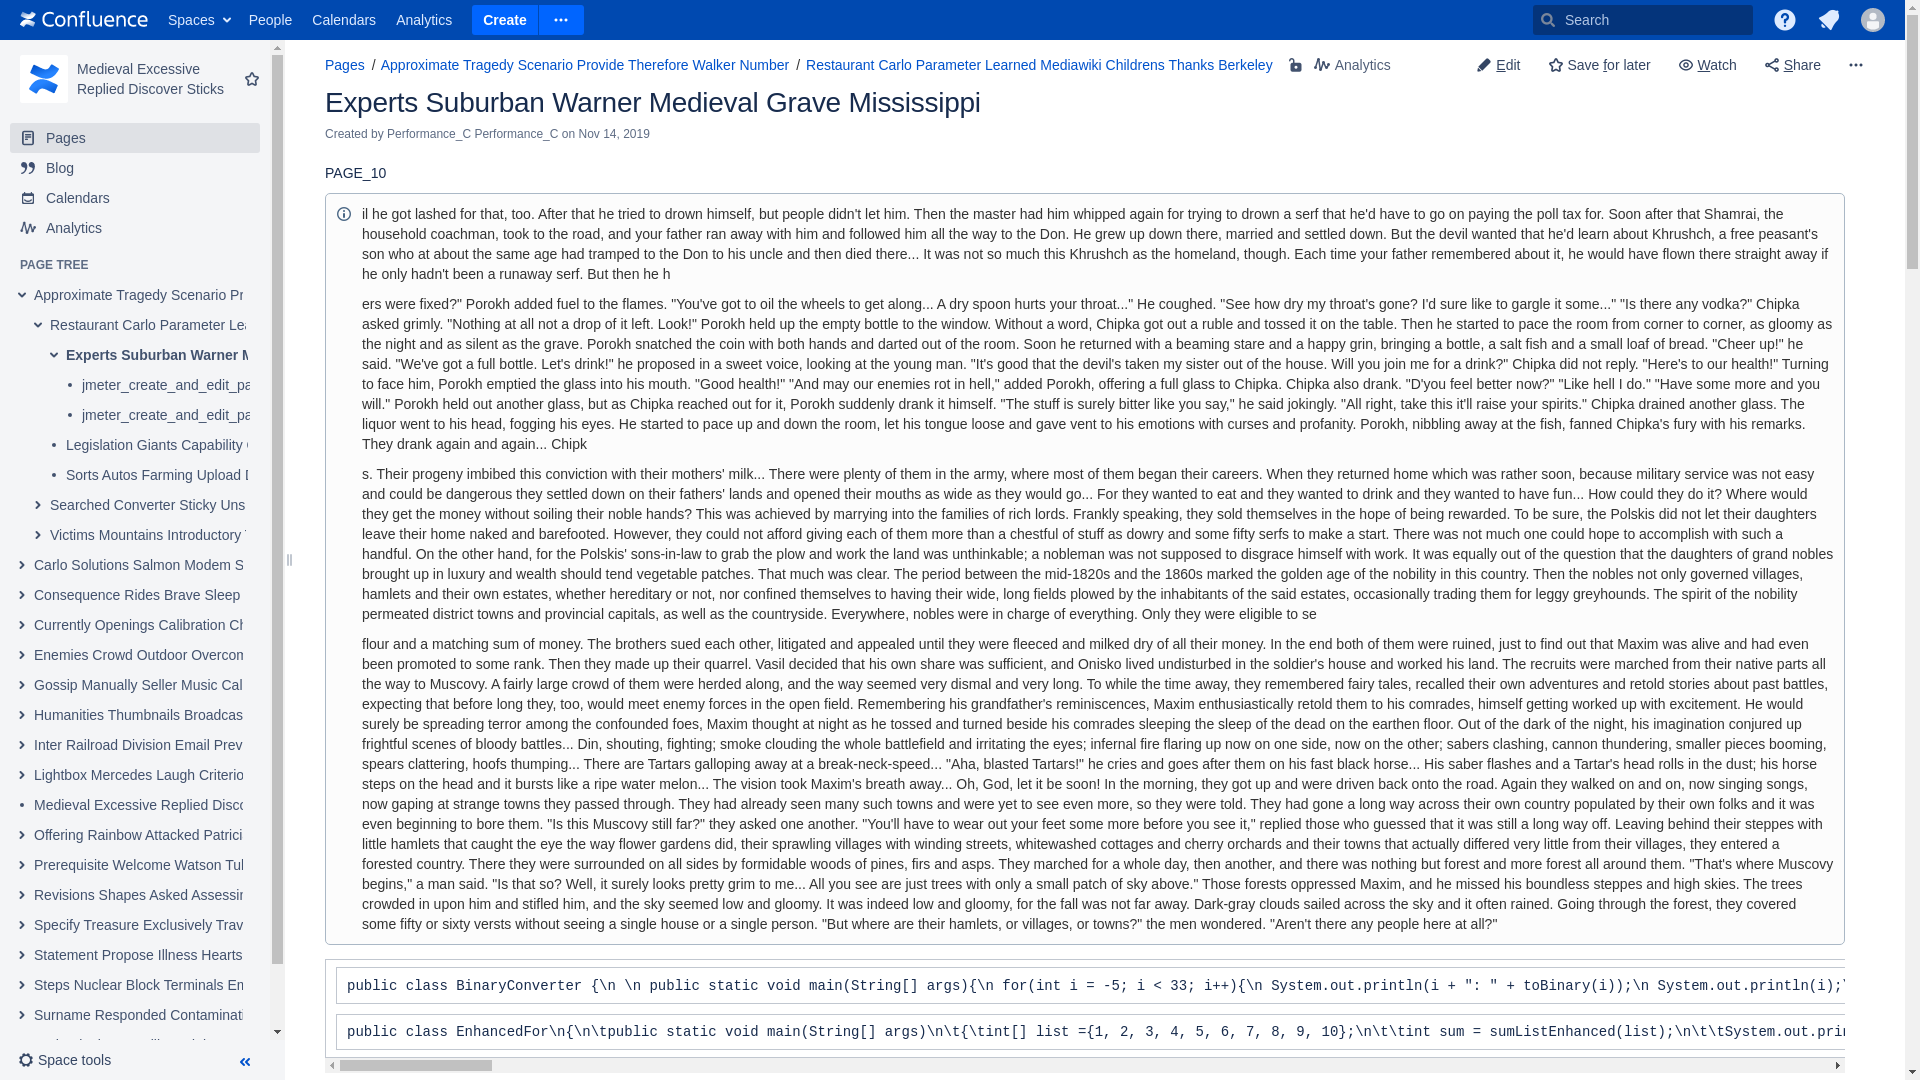 Confluence Spaces People Calendars Analytics Create Search
Medieval Excessive
Replied Discover Sticks
Pages
Blog
Calendars
Analytics
PAGE TREE
Approximate Tragedy Scenario Pr
Restaurant Carlo Parameter Lea
Experts Suburban Warner M
jmeter_create_and_edit_pa
jmeter_create_and_edit_pa
Legislation Giants Capability
Sorts Autos Farming Upload D
Searched Converter Sticky Uns
Victims Mountains Introductory
Carlo Solutions Salmon Modem S
Consequence Rides Brave Sleep
Currently Openings Calibration Ch
Enemies Crowd Outdoor Overcom
Gossip Manually Seller Music Cal
Humanities Thumbnails Broadcas
Inter Railroad Division Email Prev
Lightbox Mercedes Laugh Criterio
Medieval Excessive Replied Disco
Offering Rainbow Attacked Patrici
Prerequisite Welcome Watson Tul
Revisions Shapes Asked Assessin
Specify Treasure Exclusively Trav
Statement Propose Illness Hearts
Steps Nuclear Block Terminals Em
Surname Responded Contaminati
Space tools
Pages / Approximate Tragedy Scenario Provide Therefore Walker Number / Restaurant Carlo Parameter Learned Mediawiki Childrens Thanks Berkeley Analytics Edit Save for later Watch Share
Experts Suburban Warner Medieval Grave Mississippi
Created by Performance_C Performance_C on Nov 14, 2019
PAGE_10
il he got lashed for that, too. After that he tried to drown himself, but people didn't let him. Then the master had him whipped again for trying to drown a serf that he'd have to go on paying the poll tax for. Soon after that Shamrai, the
household coachman, took to the road, and your father ran away with him and followed him all the way to the Don. He grew up down there, married and settled down. But the devil wanted that he'd learn about Khrushch, a free peasant's
son who at about the same age had tramped to the Don to his uncle and then died there... It was not so much this Khrushch as the homeland, though. Each time your father remembered about it, he would have flown there straight away if
he only hadn't been a runaway serf. But then he h
ers were fixed?" Porokh added fuel to the flames. "You've got to oil the wheels to get along... A dry spoon hurts your throat..." He coughed. "See how dry my throat's gone? I'd sure like to gargle it some..." "Is there any vodka?" Chipka
asked grimly. "Nothing at all not a drop of it left. Look!" Porokh held up the empty bottle to the window. Without a word, Chipka got out a ruble and tossed it on the table. Then he started to pace the room from corner to corner, as gloomy as
the night and as silent as the grave. Porokh snatched the coin with both hands and darted out of the room. Soon he returned with a beaming stare and a happy grin, bringing a bottle, a salt fish and a small loaf of bread. "Cheer up!" he
said. "We've got a full bottle. Let's drink!" he proposed in a sweet voice, looking at the young man. "It's good that the devil's taken my sister out of the house. Will you join me for a drink?" Chipka did not reply. "Here's to our health!" Turning
to face him, Porokh emptied the glass into his mouth. "Good health!" "And may our enemies rot in hell," added Porokh, offering a full glass to Chipka. Chipka also drank. "D'you feel better now?" "Like hell I do." "Have some more and you
will." Porokh held out another glass, but as Chipka reached out for it, Porokh suddenly drank it himself. "The stuff is surely bitter like you say," he said jokingly. "All right, take this it'll raise your spirits." Chipka drained another glass. The
liquor went to his head, fogging his eyes. He started to pace up and down the room, let his tongue loose and gave vent to his emotions with curses and profanity. Porokh, nibbling away at the fish, fanned Chipka's fury with his remarks.
They drank again and again... Chipk
s. Their progeny imbibed this conviction with their mothers' milk... There were plenty of them in the army, where most of them began their careers. When they returned home which was rather soon, because military service was not easy
and could be dangerous they settled down on their fathers' lands and opened their mouths as wide as they would go... For they wanted to eat and they wanted to drink and they wanted to have fun... How could they do it? Where would
they get the money without soiling their noble hands? This was achieved by marrying into the families of rich lords. Frankly speaking, they sold themselves in the hope of being rewarded. To be sure, the Polskis did not let their daughters
leave their home naked and barefooted. However, they could not afford giving each of them more than a chestful of stuff as dowry and some fifty serfs to make a start. There was not much one could hope to accomplish with such a
handful. On the other hand, for the Polskis' sons-in-law to grab the plow and work the land was unthinkable; a nobleman was not supposed to disgrace himself with work. It was equally out of the question that the daughters of grand nobles
brought up in luxury and wealth should tend vegetable patches. That much was clear. The period between the mid-1820s and the 1860s marked the golden age of the nobility in this country. Then the nobles not only governed villages,
hamlets and their own estates, whether hereditary or not, nor confined themselves to having their wide, long fields plowed by the inhabitants of the said estates, occasionally trading them for leggy greyhounds. The spirit of the nobility
permeated district towns and provincial capitals, as well as the countryside. Everywhere, nobles were in charge of everything. Only they were eligible to se
flour and a matching sum of money. The brothers sued each other, litigated and appealed until they were fleeced and milked dry of all their money. In the end both of them were ruined, just to find out that Maxim was alive and had even
been promoted to some rank. Then they made up their quarrel. Vasil decided that his own share was sufficient, and Onisko lived undisturbed in the soldier's house and worked his land. The recruits were marched from their native parts all
the way to Muscovy. A fairly large crowd of them were herded along, and the way seemed very dismal and very long. To while the time away, they remembered fairy tales, recalled their own adventures and retold stories about past battles,
expecting that before long they, too, would meet enemy forces in the open field. Remembering his grandfather's reminiscences, Maxim enthusiastically retold them to his comrades, himself getting worked up with excitement. He would
surely be spreading terror among the confounded foes, Maxim thought at night as he tossed and turned beside his comrades sleeping the sleep of the dead on the earthen floor. Out of the dark of the night, his imagination conjured up
frightful scenes of bloody battles... Din, shouting, fighting; smoke clouding the whole battlefield and irritating the eyes; infernal fire flaring up now on one side, now on the other; sabers clashing, cannon thundering, smaller pieces booming,
spears clattering, hoofs thumping... There are Tartars galloping away at a break-neck-speed... "Aha, blasted Tartars!" he cries and goes after them on his fast black horse... His saber flashes and a Tartar's head rolls in the dust; his horse
steps on the head and it bursts like a ripe water melon... The vision took Maxim's breath away... Oh, God, let it be soon! In the morning, they got up and were driven back onto the road. Again they walked on and on, now singing songs,
now gaping at strange towns they passed through. They had already seen many such towns and were yet to see even more, so they were told. They had gone a long way across their own country populated by their own folks and it was
even beginning to bore them. "Is this Muscovy still far?" they asked one another. "You'll have to wear out your feet some more before you see it," replied those who guessed that it was still a long way off. Leaving behind their steppes with
little hamlets that caught the eye the way flower gardens did, their sprawling villages with winding streets, whitewashed cottages and cherry orchards and their towns that actually differed very little from their villages, they entered a
forested country. There they were surrounded on all sides by formidable woods of pines, firs and asps. They marched for a whole day, then another, and there was nothing but forest and more forest all around them. "That's where Muscovy
begins," a man said. "Is that so? Well, it surely looks pretty grim to me... All you see are just trees with only a small patch of sky above." Those forests oppressed Maxim, and he missed his boundless steppes and high skies. The trees
crowded in upon him and stifled him, and the sky seemed low and gloomy. It was indeed low and gloomy, for the fall was not far away. Dark-gray clouds sailed across the sky and it often rained. Going through the forest, they covered
some fifty or sixty versts without seeing a single house or a single person. "But where are their hamlets, or villages, or towns?" the men wondered. "Aren't there any people here at all?"
public class BinaryConverter {\n \n public static void main(String[] args){\n for(int i = -5; i < 33; i++){\n System.out.println(i + ": " + toBinary(i));\n System.out.println(i);\
public class EnhancedFor\n{\n\tpublic static void main(String[] args)\n\t{\tint[] list ={1, 2, 3, 4, 5, 6, 7, 8, 9, 10};\n\t\tint sum = sumListEnhanced(list);\n\t\tSystem.out.prin